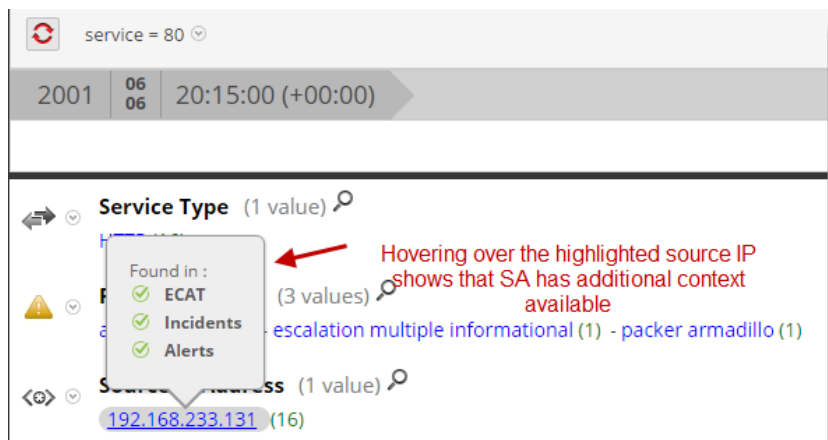 service = 80
2001 06 06 20:15:00 (+00:00)
Service Type (1 value)
Found in :
ECAT
Incidents
Alerts
Hovering over the highlighted source IP
shows that SA has additional context
available
(3 values)
- escalation multiple informational (1) - packer armadillo (1)
(1 value)
192.168.233.131 (16)